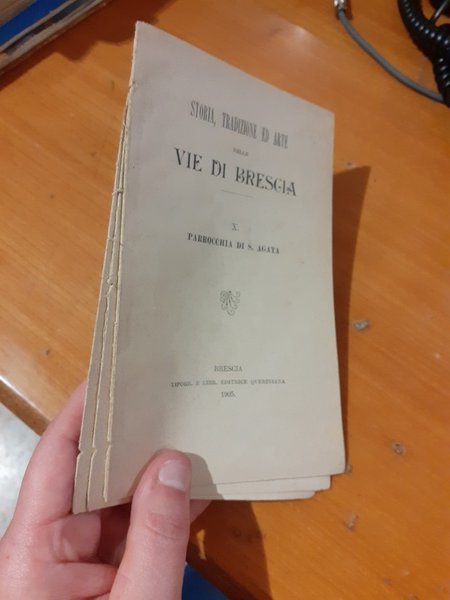 STORIA, TRADIZIONE ED ARTE
NELLE
VIE DI BRESCIA
X.
PARROCCHIA DI S. AGATA
BRESCIA
TIPOGR. E LIBR. EDITRICE QUERINIANA
1905.